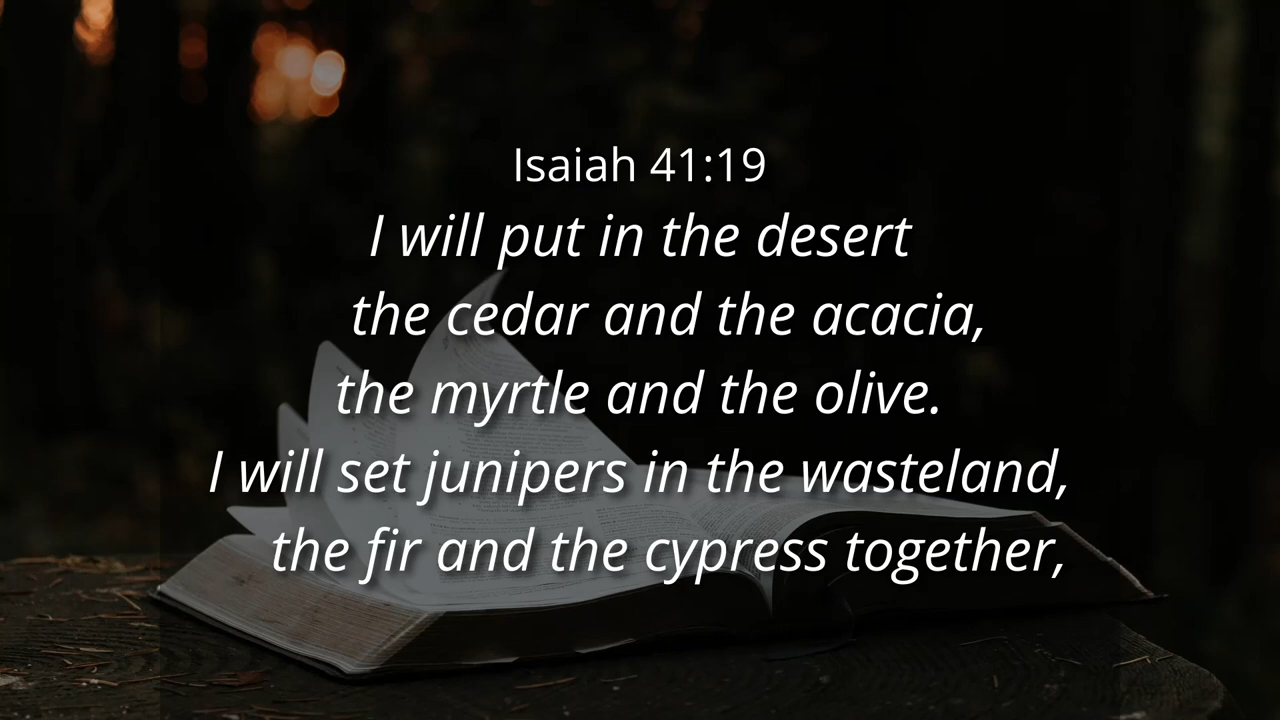 Isaiah 41:19
I will put in the desert
the cedar and the acacia,
the myrtle and the olive.
I will set junipers in the wasteland,
the fir and the cypress together,